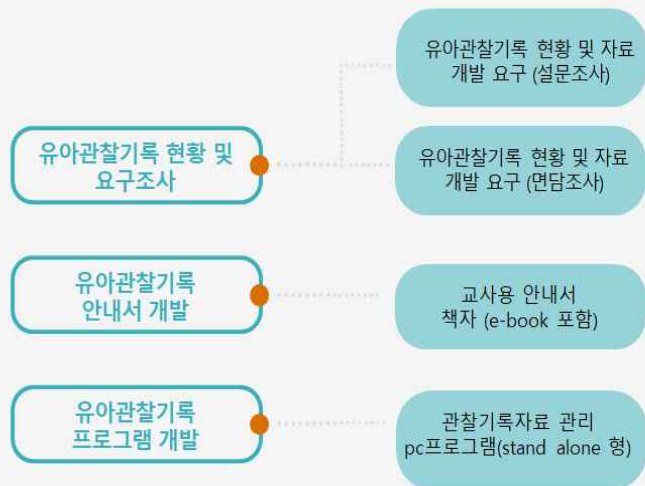 유아관찰기록 현황 및
요구조사
유아관찰기록 현황 및 자료
개발 요구 (설문조사)
유아관찰기록 현황 및 자료
개발 요구 (면담조사)
유아관찰기록
안내서 개발
교사용 안내서
책자 (e-book 포함)
유아관찰기록
프로그램 개발
관찰기록자료 관리
pc프로그램(stand alone 형)